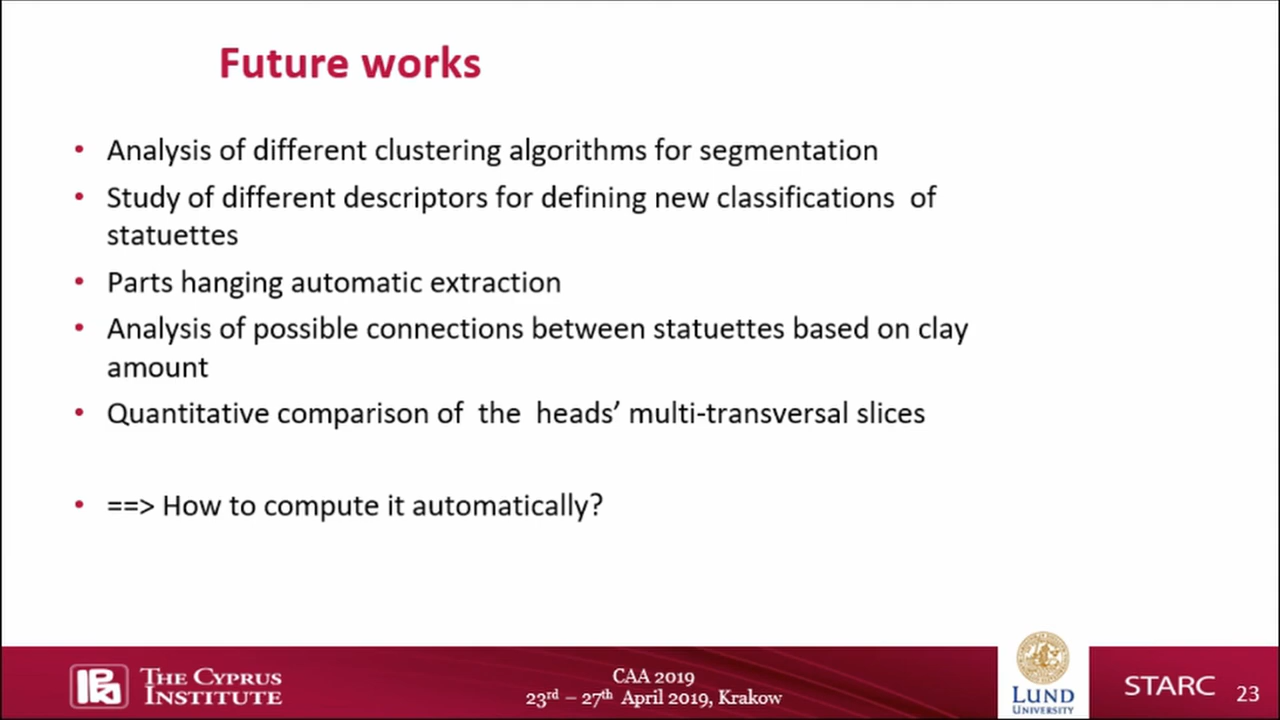 Future works
• Analysis of different clustering algorithms for segmentation
• Study of different descriptors for defining new classifications of
statuettes
• Parts hanging automatic extraction
• Analysis of possible connections between statuettes based on clay
amount
• Quantitative comparison of the heads’ multi-transversal slices
• ==> How to compute it automatically?
THE CYPRUS
INSTITUTE
CAA 2019
23rd – 27th April 2019, Krakow
LUND
UNIVERSITY
STARC
23